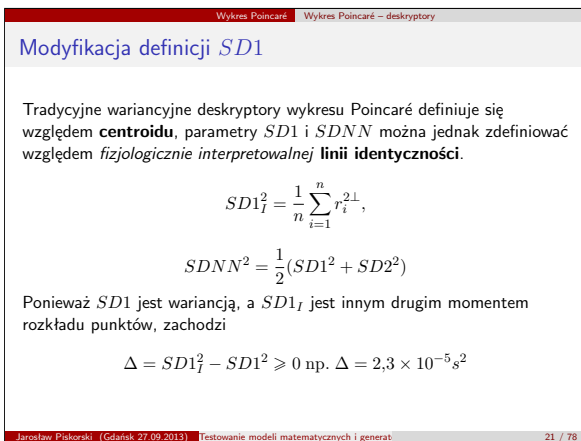 Wykres Poincaré Wykres Poincaré – deskryptory
Modyfikacja definicji SD1
Tradycyjne wariancyjne deskryptory wykresu Poincaré definiuje się
względem centroidu, parametry SD1 i SDNN można jednak zdefiniować
względem fizjologicznie interpretowalnej linii identyczności.
$SD1_I^2 = \frac{1}{n} \sum_{i=1}^{n} r_i^{2\perp},$
$SDNN^2 = \frac{1}{2}(SD1^2 + SD2^2)$
Ponieważ SD1 jest wariancją, a $SD1_I$ jest innym drugim momentem
rozkładu punktów, zachodzi
$\Delta = SD1_I^2 - SD1^2 \geqslant 0$ np. $\Delta = 2{,}3 \times 10^{-5}s^2$
Jarosław Piskorski (Gdańsk 27.09.2013) Testowanie modeli matematycznych i generat 21 / 78